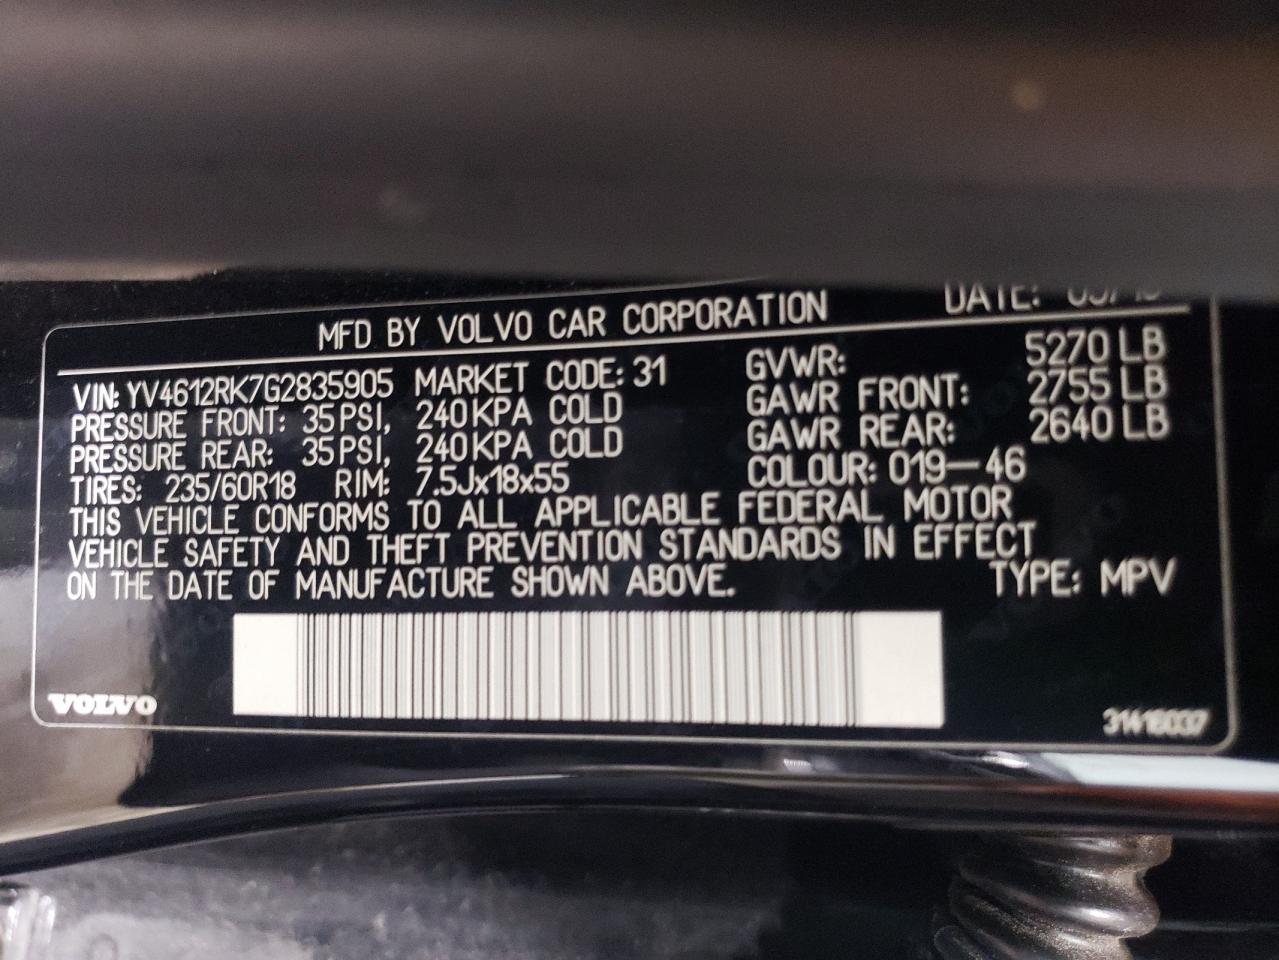 MFD BY VOLVO CAR CORPORATION DATE:
VIN: YV4612RK7G2835905 MARKET CODE: 31 GVWR: 5270 LB
PRESSURE FRONT: 35 PSI, 240 KPA COLD GAWR FRONT: 2755 LB
PRESSURE REAR: 35 PSI, 240 KPA COLD GAWR REAR: 2640 LB
TIRES: 235/60R18 RIM: 7.5Jx18x55 COLOUR: 019-46
THIS VEHICLE CONFORMS TO ALL APPLICABLE FEDERAL MOTOR
VEHICLE SAFETY AND THEFT PREVENTION STANDARDS IN EFFECT
ON THE DATE OF MANUFACTURE SHOWN ABOVE. TYPE: MPV
VOLVO 31416037